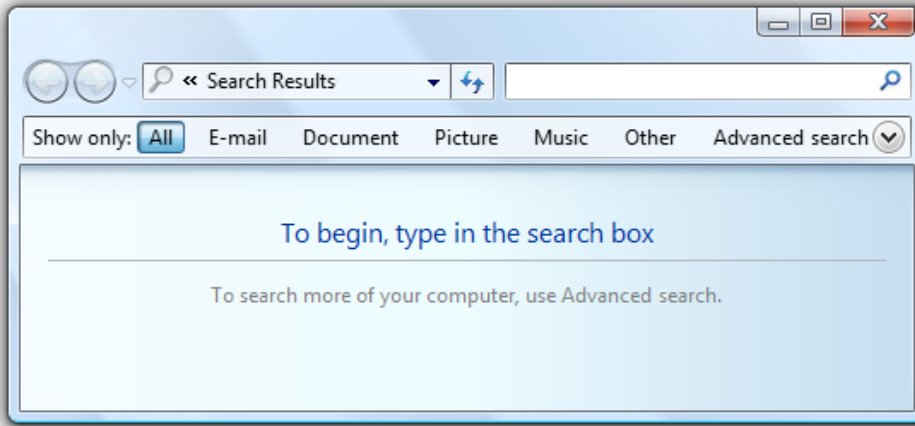 « Search Results
Show only: All E-mail Document Picture Music Other Advanced search
To begin, type in the search box
To search more of your computer, use Advanced search.